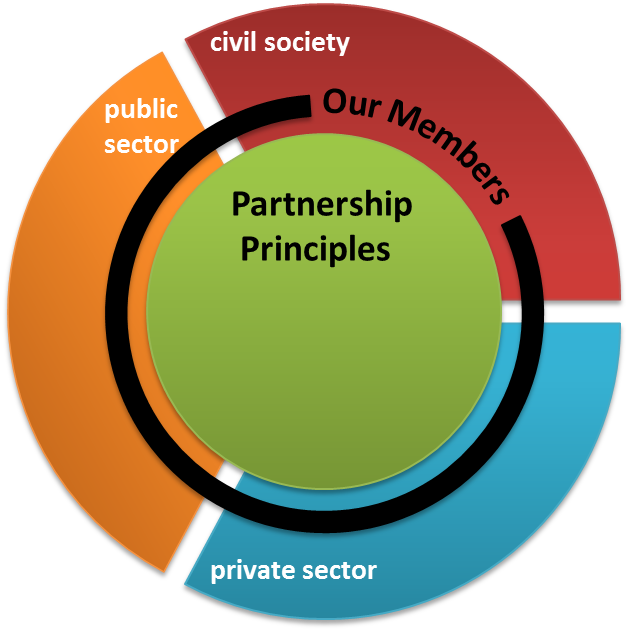 civil society
Our Members
public
sector
Partnership
Principles
private sector